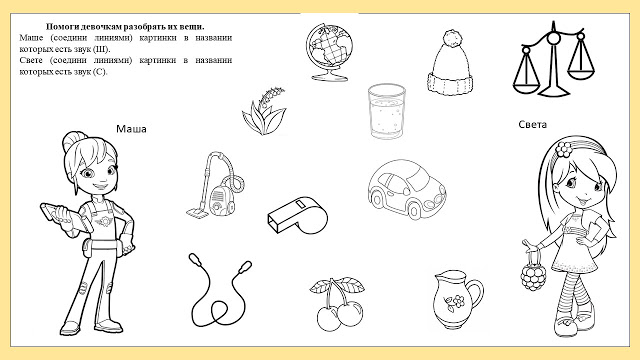 Помоги девочкам разобрать их вещи.
Маше (соедини линиями) картинки в названии
которых есть звук (Ш).
Свете (соедини линиями) картинки в названии
которых есть звук (С).
Маша
Света